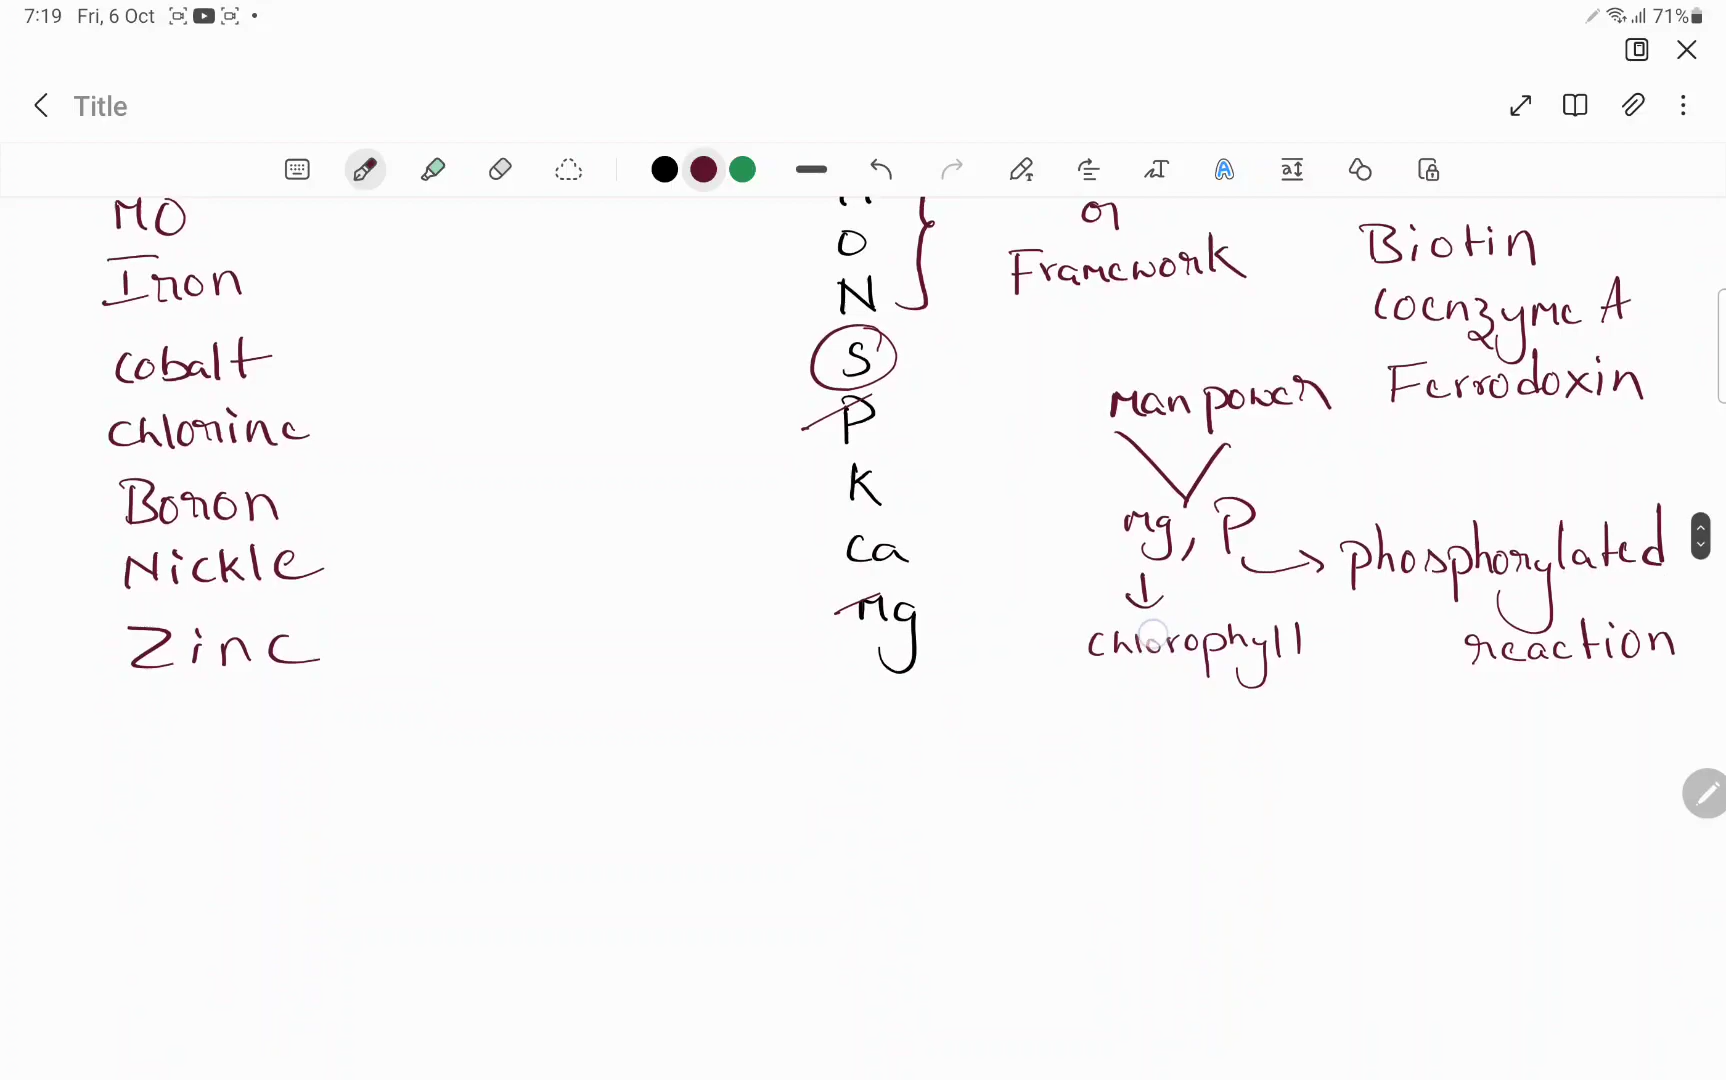 7:19 Fri, 6 Oct
71%
Title
MO
Iron
Cobalt
Chlorine
Boron
Nickle
Zinc
O
N
S
P
K
Ca
Mg
or
Framework
Biotin
Coenzyme A
Ferrodoxin
Man power
Mg, P
phosphorylated
reaction
chlorophyll